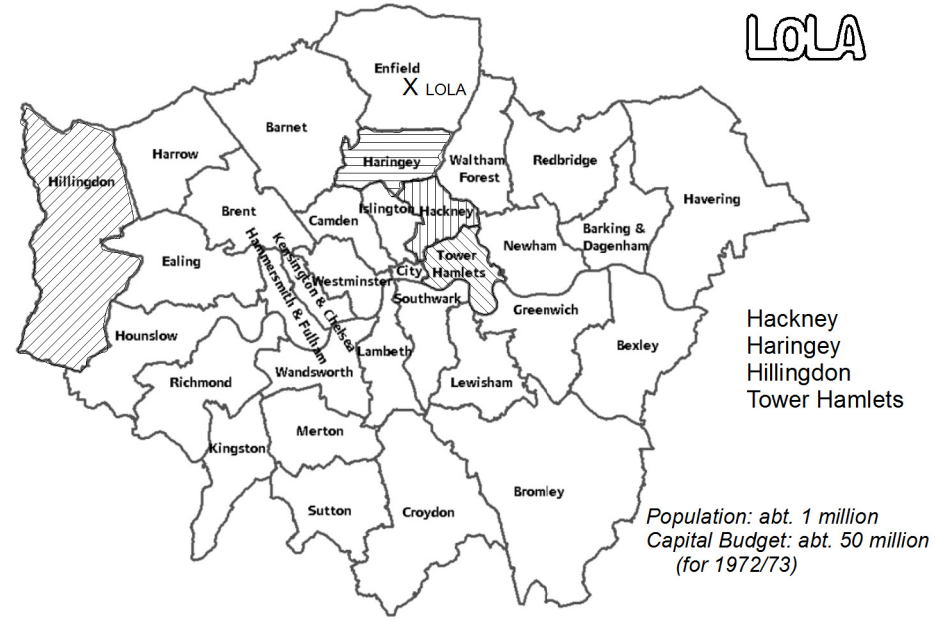 LOLA
Enfield
X LOLA
Barnet
Harrow
Haringey
Waltham
Forest
Redbridge
Hillingdon
Havering
Brent
Camden
Islington
Hackney
Barking &
Dagenham
Newham
Ealing
Hammersmith & Fulham
Kensington & Chelsea
Westminster
City
Tower
Hamlets
Southwark
Greenwich
Hounslow
Bexley
Lambeth
Wandsworth
Richmond
Lewisham
Merton
Kingston
Sutton
Croydon
Bromley
Hackney
Haringey
Hillingdon
Tower Hamlets
Population: abt. 1 million
Capital Budget: abt. 50 million
(for 1972/73)